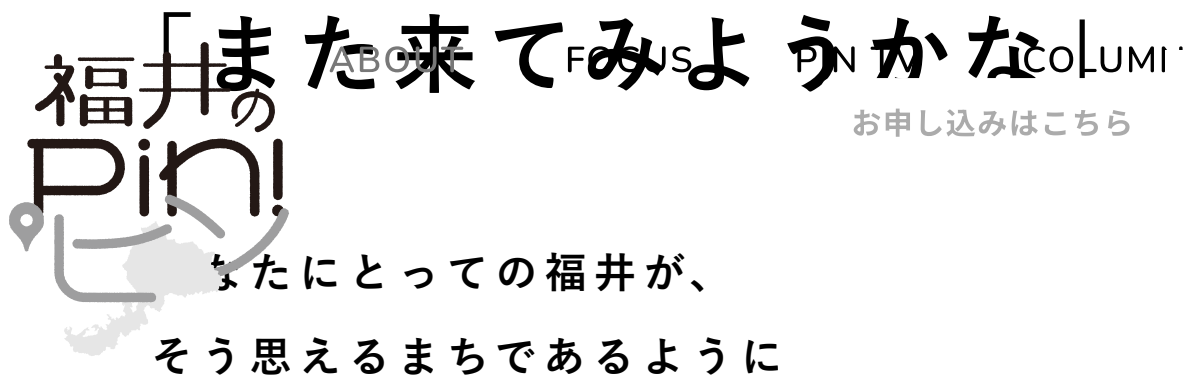 「また来てみようかな」
ABOUT FOCUS PIN TV COLUMN
福井の
Pin!
ピン
お申し込みはこちら
なたにとっての福井が、
そう思えるまちであるように